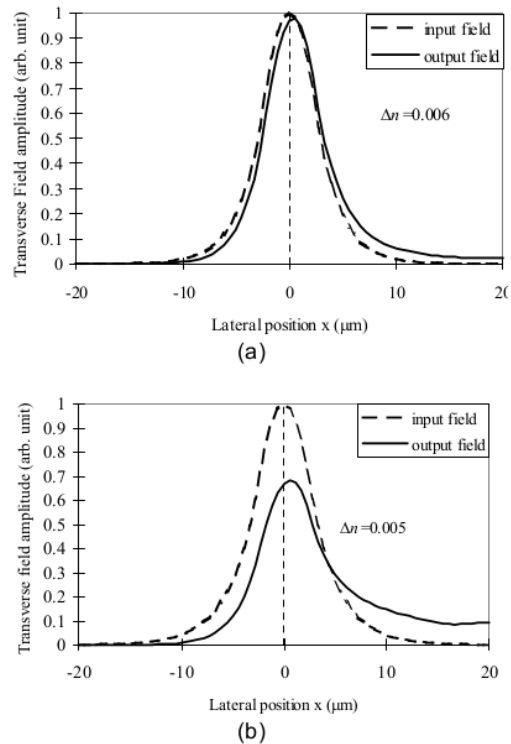 Transverse Field amplitude (arb. unit)
1
0.9
0.8
0.7
0.6
0.5
0.4
0.3
0.2
0.1
0
input field
output field
Δn=0.006
-20 -10 0 10 20
Lateral position x (μm)
(a)
Transverse field amplitude (arb. unit)
1
0.9
0.8
0.7
0.6
0.5
0.4
0.3
0.2
0.1
0
input field
output field
Δn=0.005
-20 -10 0 10 20
Lateral position x (μm)
(b)